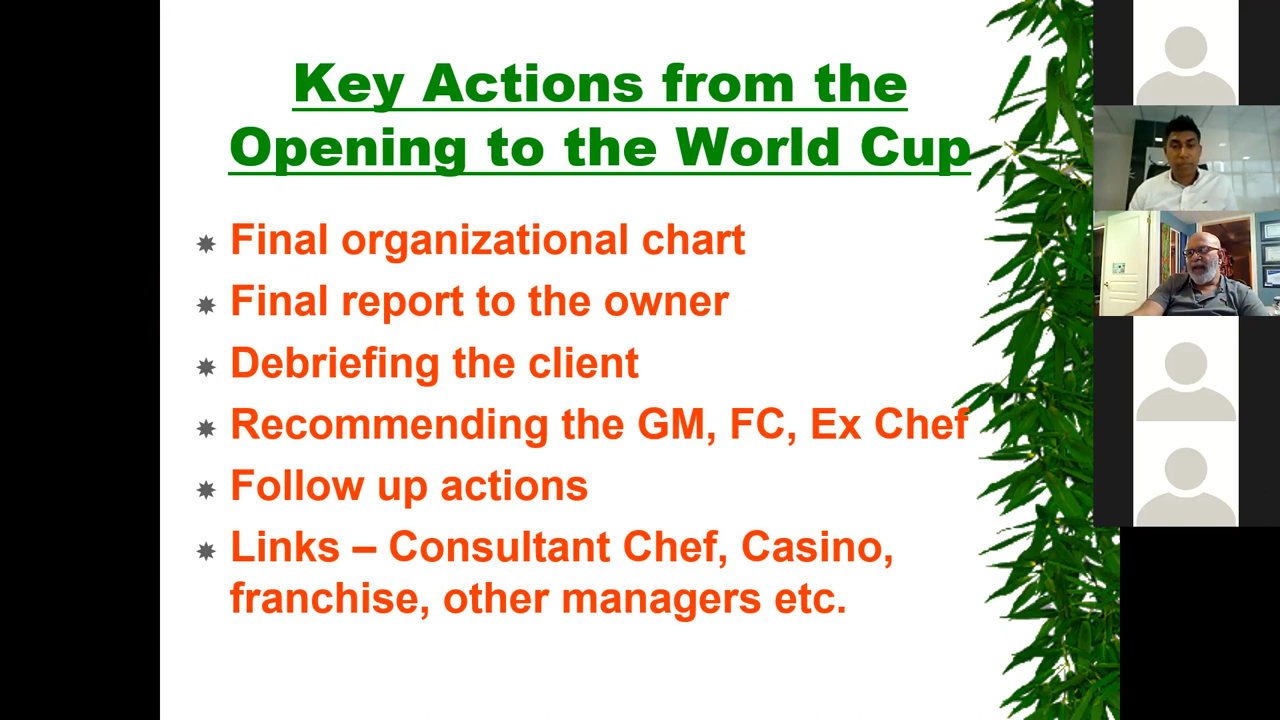 Key Actions from the
Opening to the World Cup
Final organizational chart
Final report to the owner
Debriefing the client
Recommending the GM, FC, Ex Chef
Follow up actions
Links – Consultant Chef, Casino,
franchise, other managers etc.